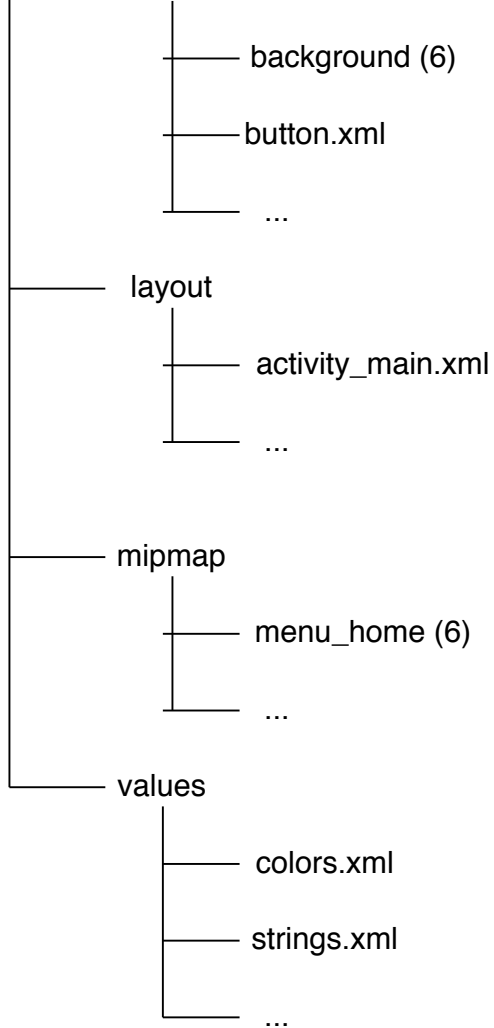 background (6)
button.xml
...
layout
activity_main.xml
...
mipmap
menu_home (6)
...
values
colors.xml
strings.xml
...